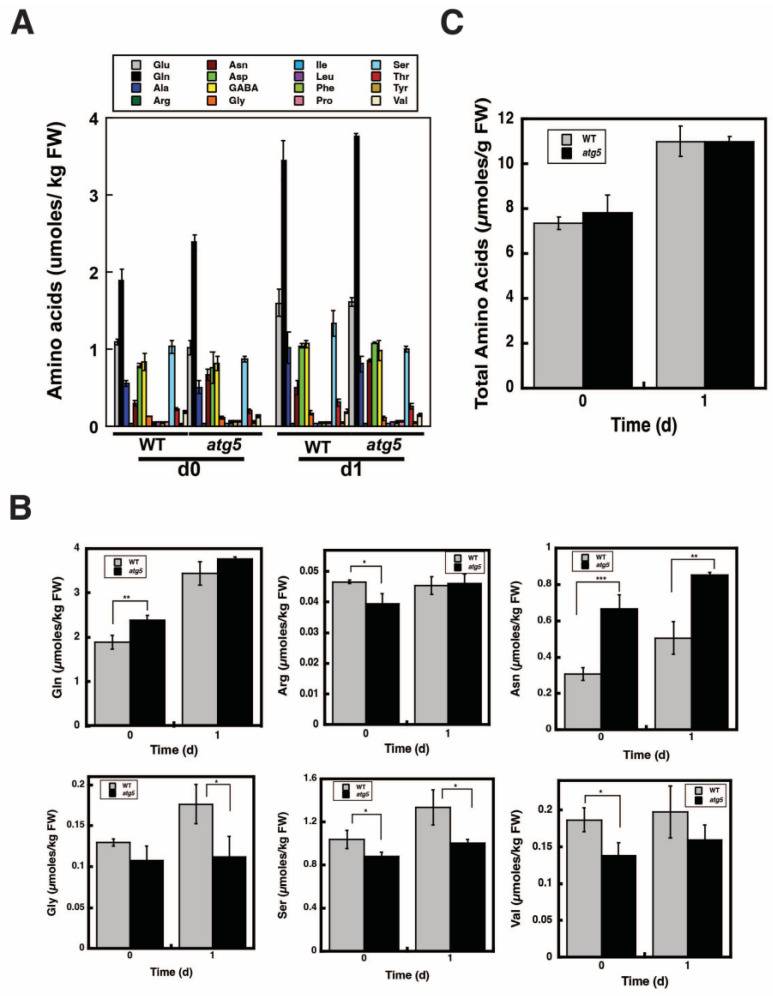 A
Glu Asn Ile Ser
Gln Asp Leu Thr
Ala GABA Phe Tyr
Arg Gly Pro Val
Amino acids (umoles/ kg FW)
4
3
2
1
0
WT atg5 WT atg5
d0 d1
C
Total Amino Acids (µmoles/g FW)
12
10
8
6
4
2
0
WT
atg5
0 1
Time (d)
B
Gln (µmoles/kg FW)
4
3
2
1
0
WT
atg5
**
0 1
Time (d)
Arg (µmoles/kg FW)
0.05
0.04
0.03
0.02
0.01
0
WT
atg5
*
0 1
Time (d)
Asn (µmoles/kg FW)
1
0.8
0.6
0.4
0.2
0
WT
atg5
***
**
0 1
Time (d)
Gly (µmoles/kg FW)
0.2
0.15
0.1
0.05
0
WT
atg5
*
0 1
Time (d)
Ser (µmoles/kg FW)
1.6
1.2
0.8
0.4
0
WT
atg5
*
*
0 1
Time (d)
Val (µmoles/kg FW)
0.2
0.15
0.1
0.05
0
WT
atg5
*
0 1
Time (d)